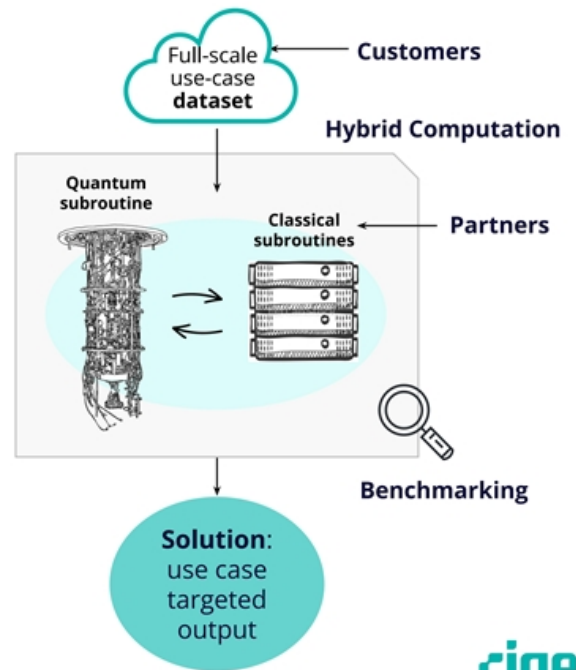 Full-scale
use-case
dataset
Customers
Hybrid Computation
Quantum
subroutine
Classical
subroutines
Partners
Benchmarking
Solution:
use case
targeted
output